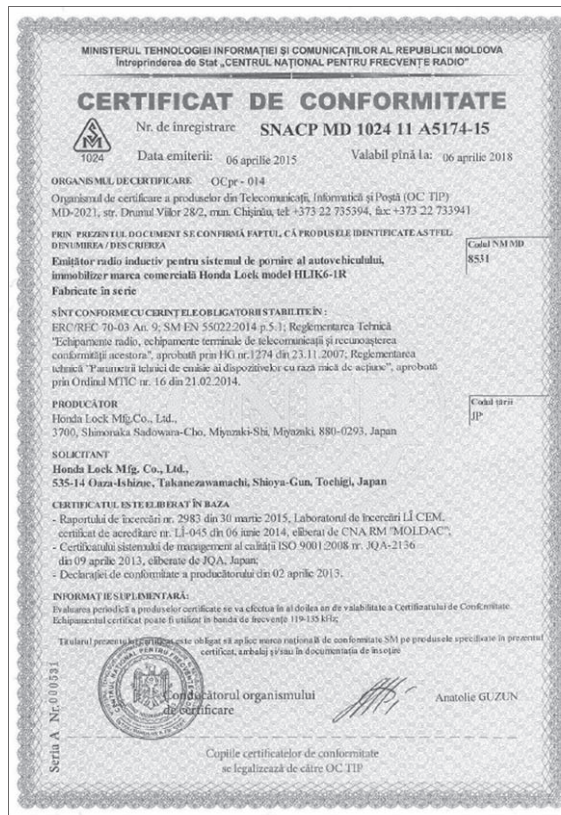 MINISTERUL TEHNOLOGIEI INFORMAȚIEI ȘI COMUNICAȚIILOR AL REPUBLICII MOLDOVA
Întreprinderea de Stat „CENTRUL NAȚIONAL PENTRU FRECVENȚE RADIO”
CERTIFICAT DE CONFORMITATE
SM
1024
Nr. de înregistrare SNACP MD 1024 11 A5174-15
Data emiterii: 06 aprilie 2015 Valabil pînă la: 06 aprilie 2018
ORGANISMUL DE CERTIFICARE OCpr - 014
Organismul de certificare a produselor din Telecomunicații, Informatică și Poștă (OC TIP)
MD-2021, str. Drumul Viilor 28/2, mun. Chișinău, tel: +373 22 735394, fax: +373 22 733941
PRIN PREZENTUL DOCUMENT SE CONFIRMĂ FAPTUL, CĂ PRODUSELE IDENTIFICATE ASTFEL:
DENUMIREA / DESCRIEREA
Codul NM MD
8531
Emițător radio inductiv pentru sistemul de pornire al autovehiculului,
immobilizer marca comercială Honda Lock model HLIK6-1R
Fabricate în serie
SÎNT CONFORME CU CERINȚELE OBLIGATORII STABILITE ÎN :
ERC/REC 70-03 An. 9; SM EN 55022:2014 p.5.1; Reglementarea Tehnică
"Echipamente radio, echipamente terminale de telecomunicații și recunoașterea
conformității acestora", aprobată prin HG nr.1274 din 23.11.2007; Reglementarea
tehnică "Parametrii tehnici de emisie ai dispozitivelor cu rază mică de acțiune", aprobată
prin Ordinul MTIC nr. 16 din 21.02.2014.
PRODUCĂTOR
Codul țării
JP
Honda Lock Mfg.Co., Ltd.,
3700, Shimonaka Sadowara-Cho, Miyazaki-Shi, Miyazaki, 880-0293, Japan
SOLICITANT
Honda Lock Mfg. Co., Ltd.,
535-14 Oaza-Ishizue, Takanezawamachi, Shioya-Gun, Tochigi, Japan
CERTIFICATUL ESTE ELIBERAT ÎN BAZA
- Raportului de încercări nr. 2983 din 30 martie 2015, Laboratorul de încercări LÎ CEM,
certificat de acreditare nr. LÎ-045 din 06 iunie 2014, eliberat de CNA RM "MOLDAC";
- Certificatului sistemului de management al calității ISO 9001:2008 nr. JQA-2136
din 09 aprilie 2013, eliberate de JQA, Japan;
- Declarației de conformitate a producătorului din 02 aprilie 2013.
INFORMAȚIE SUPLIMENTARĂ:
Evaluarea periodică a produselor certificate se va efectua în al doilea an de valabilitate a Certificatului de Conformitate.
Echipamentul certificat poate fi utilizat în banda de frecvențe 119-135 kHz;
Titularul prezentului certificat este obligat să aplice marca națională de conformitate SM pe produsele specificate în prezentul
certificat, ambalaj și/sau în documentația de însoțire
Conducătorul organismului
de certificare
Anatolie GUZUN
Seria A Nr.000531
Copiile certificatelor de conformitate
se legalizează de către OC TIP